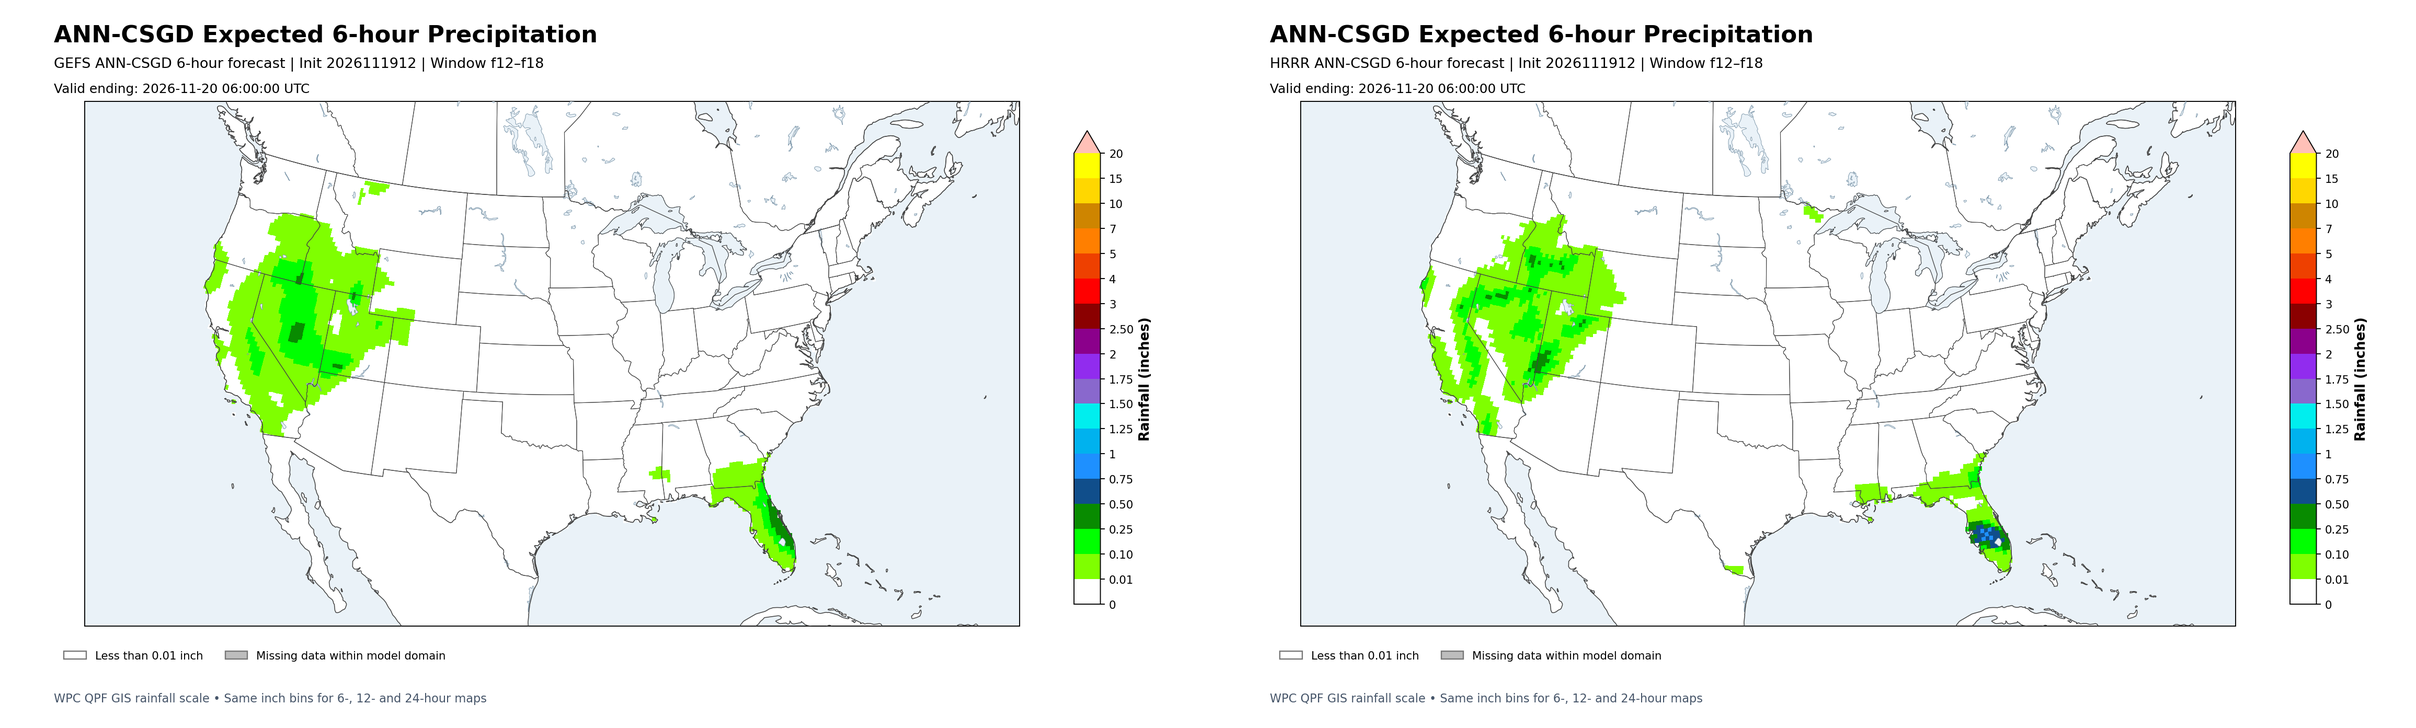 ANN-CSGD Expected 6-hour Precipitation
GEFS ANN-CSGD 6-hour forecast | Init 2026111912 | Window f12–f18
Valid ending: 2026-11-20 06:00:00 UTC
20
15
10
7
5
4
3
2.50
2
1.75
1.50
1.25
1
0.75
0.50
0.25
0.10
0.01
0
Rainfall (inches)
Less than 0.01 inch
Missing data within model domain
WPC QPF GIS rainfall scale • Same inch bins for 6-, 12- and 24-hour maps
ANN-CSGD Expected 6-hour Precipitation
HRRR ANN-CSGD 6-hour forecast | Init 2026111912 | Window f12–f18
Valid ending: 2026-11-20 06:00:00 UTC
20
15
10
7
5
4
3
2.50
2
1.75
1.50
1.25
1
0.75
0.50
0.25
0.10
0.01
0
Rainfall (inches)
Less than 0.01 inch
Missing data within model domain
WPC QPF GIS rainfall scale • Same inch bins for 6-, 12- and 24-hour maps